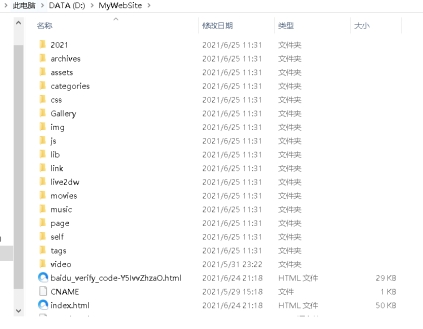 此电脑 > DATA (D:) > MyWebSite >
名称 修改日期 类型 大小
2021 2021/6/25 11:31 文件夹
archives 2021/6/25 11:31 文件夹
assets 2021/6/25 11:31 文件夹
categories 2021/6/25 11:31 文件夹
css 2021/6/25 11:31 文件夹
Gallery 2021/6/25 11:31 文件夹
img 2021/6/25 11:31 文件夹
js 2021/6/25 11:31 文件夹
lib 2021/6/25 11:31 文件夹
link 2021/6/25 11:31 文件夹
live2dw 2021/6/25 11:31 文件夹
movies 2021/6/25 11:31 文件夹
music 2021/6/25 11:31 文件夹
page 2021/6/25 11:31 文件夹
self 2021/6/25 11:31 文件夹
tags 2021/6/25 11:31 文件夹
video 2021/5/31 23:22 文件夹
2021/6/24 21:18 HTML 文件 29 KB
CNAME 2021/5/29 15:18 文件 1 KB
index.html 2021/6/24 21:18 HTML 文件 50 KB